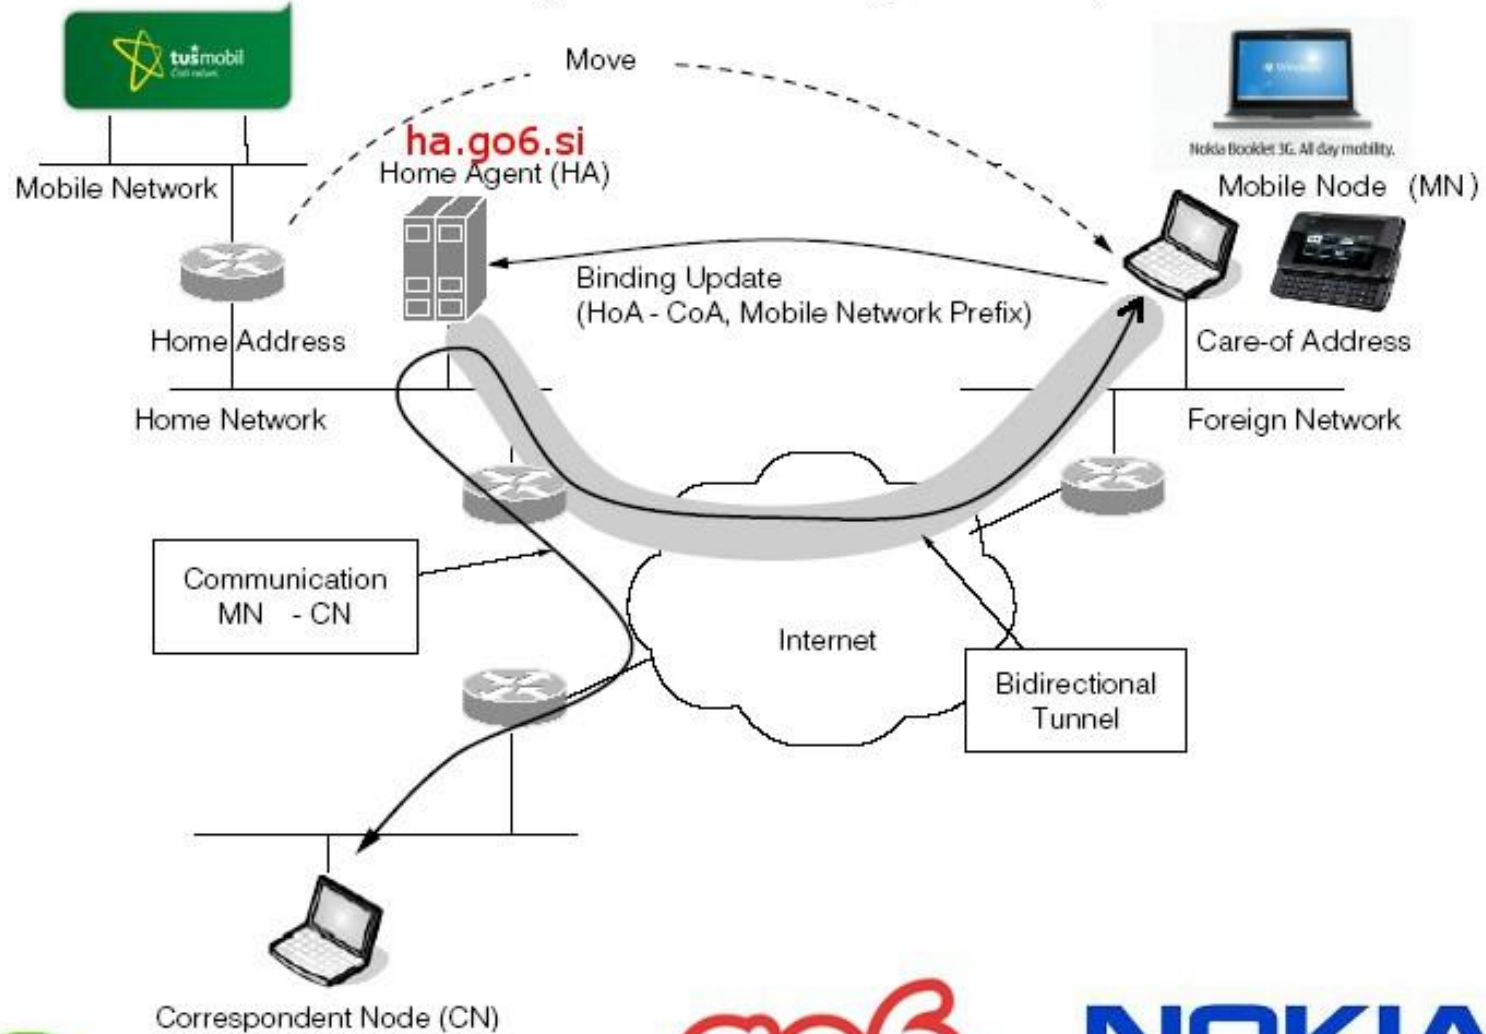 tušmobil
Move
ha.go6.si
Home Agent (HA)
Mobile Network
Nokia Booklet 3G. All day mobility.
Mobile Node (MN)
Binding Update
(HoA - CoA, Mobile Network Prefix)
Home Address
Care-of Address
Home Network
Foreign Network
Communication
MN - CN
Internet
Bidirectional
Tunnel
Correspondent Node (CN)
go6
NOKIA